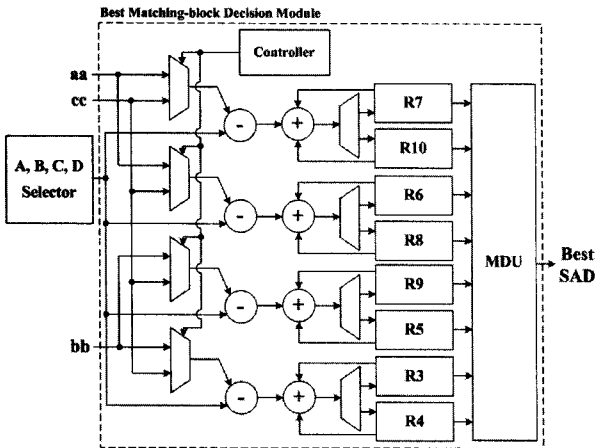 Best Matching-block Decision Module
Controller
aa
cc
A, B, C, D
Selector
bb
-
+
R7
R10
-
+
R6
R8
-
+
R9
R5
-
+
R3
R4
MDU
Best
SAD